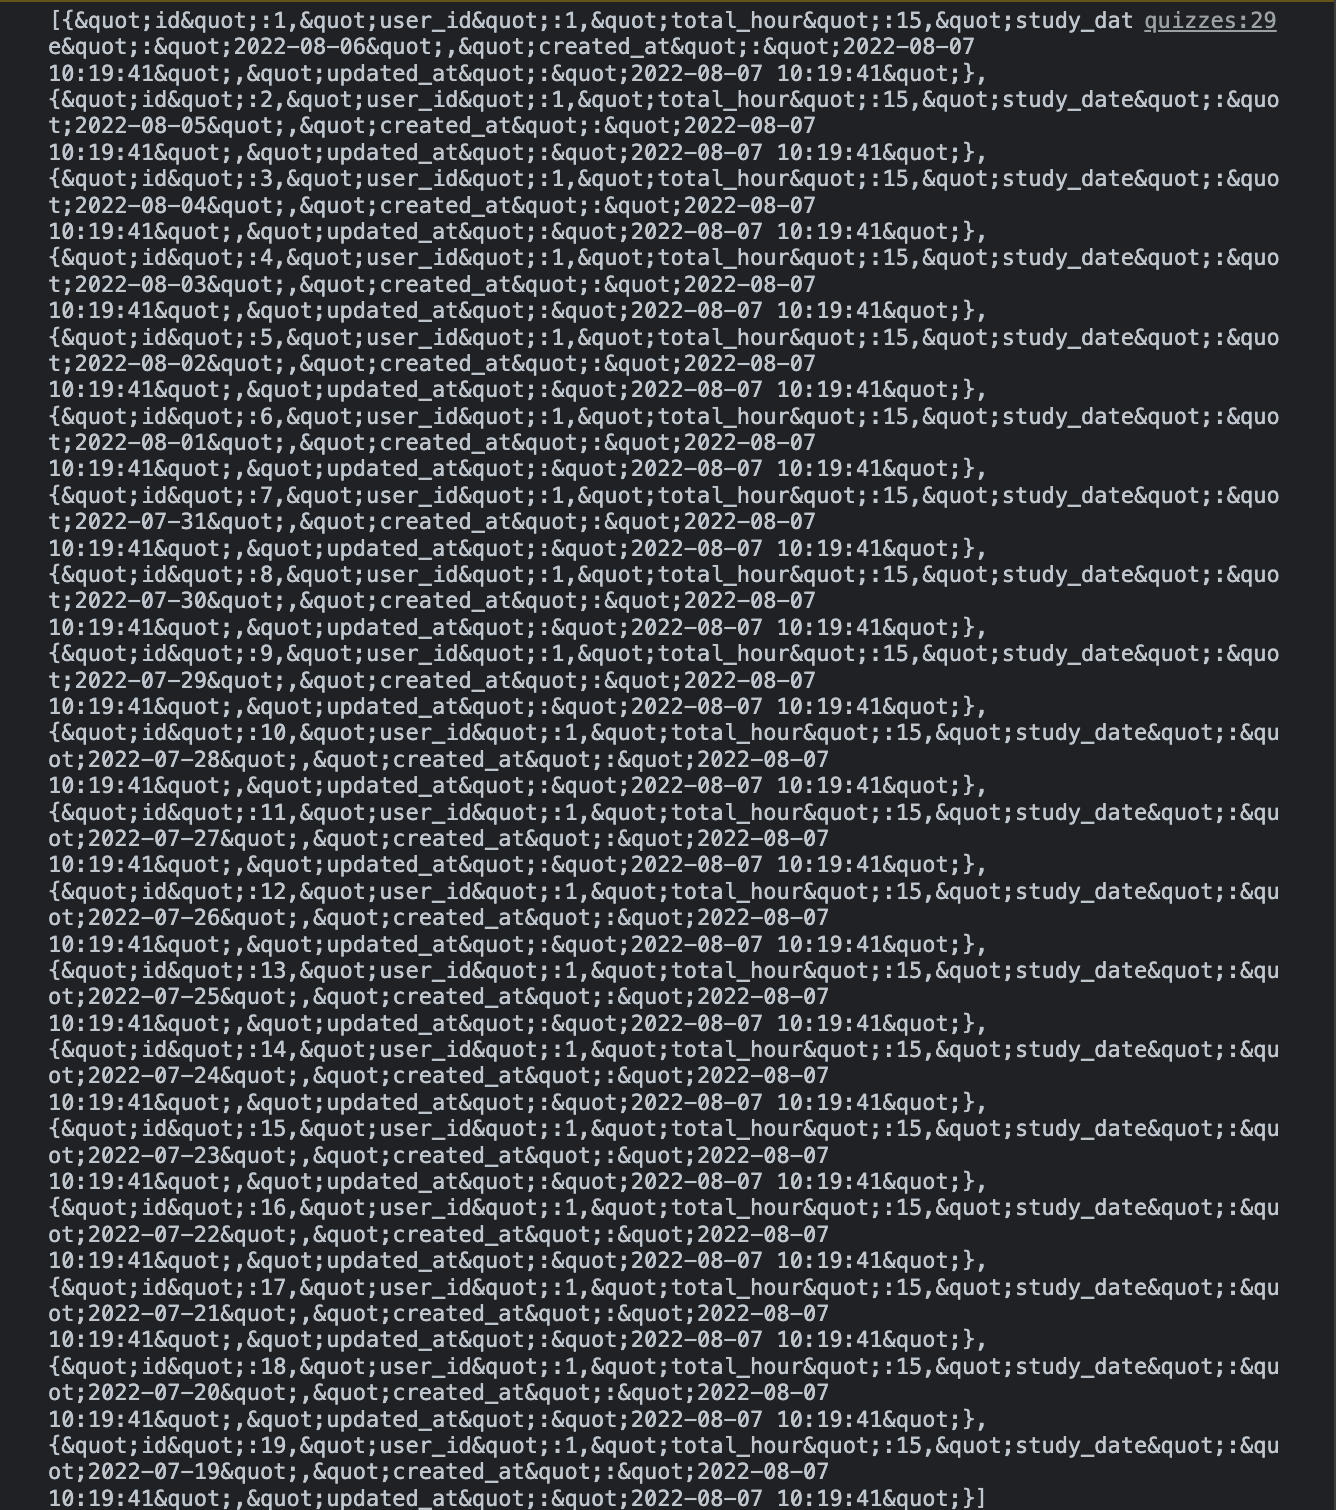 [{&quot;id&quot;:1,&quot;user_id&quot;:1,&quot;total_hour&quot;:15,&quot;study_dat quizzes:29
e&quot;:&quot;2022-08-06&quot;,&quot;created_at&quot;:&quot;2022-08-07
10:19:41&quot;,&quot;updated_at&quot;:&quot;2022-08-07 10:19:41&quot;},
{&quot;id&quot;:2,&quot;user_id&quot;:1,&quot;total_hour&quot;:15,&quot;study_date&quot;:&quo
t;2022-08-05&quot;,&quot;created_at&quot;:&quot;2022-08-07
10:19:41&quot;,&quot;updated_at&quot;:&quot;2022-08-07 10:19:41&quot;},
{&quot;id&quot;:3,&quot;user_id&quot;:1,&quot;total_hour&quot;:15,&quot;study_date&quot;:&quo
t;2022-08-04&quot;,&quot;created_at&quot;:&quot;2022-08-07
10:19:41&quot;,&quot;updated_at&quot;:&quot;2022-08-07 10:19:41&quot;},
{&quot;id&quot;:4,&quot;user_id&quot;:1,&quot;total_hour&quot;:15,&quot;study_date&quot;:&quo
t;2022-08-03&quot;,&quot;created_at&quot;:&quot;2022-08-07
10:19:41&quot;,&quot;updated_at&quot;:&quot;2022-08-07 10:19:41&quot;},
{&quot;id&quot;:5,&quot;user_id&quot;:1,&quot;total_hour&quot;:15,&quot;study_date&quot;:&quo
t;2022-08-02&quot;,&quot;created_at&quot;:&quot;2022-08-07
10:19:41&quot;,&quot;updated_at&quot;:&quot;2022-08-07 10:19:41&quot;},
{&quot;id&quot;:6,&quot;user_id&quot;:1,&quot;total_hour&quot;:15,&quot;study_date&quot;:&quo
t;2022-08-01&quot;,&quot;created_at&quot;:&quot;2022-08-07
10:19:41&quot;,&quot;updated_at&quot;:&quot;2022-08-07 10:19:41&quot;},
{&quot;id&quot;:7,&quot;user_id&quot;:1,&quot;total_hour&quot;:15,&quot;study_date&quot;:&quo
t;2022-07-31&quot;,&quot;created_at&quot;:&quot;2022-08-07
10:19:41&quot;,&quot;updated_at&quot;:&quot;2022-08-07 10:19:41&quot;},
{&quot;id&quot;:8,&quot;user_id&quot;:1,&quot;total_hour&quot;:15,&quot;study_date&quot;:&quo
t;2022-07-30&quot;,&quot;created_at&quot;:&quot;2022-08-07
10:19:41&quot;,&quot;updated_at&quot;:&quot;2022-08-07 10:19:41&quot;},
{&quot;id&quot;:9,&quot;user_id&quot;:1,&quot;total_hour&quot;:15,&quot;study_date&quot;:&quo
t;2022-07-29&quot;,&quot;created_at&quot;:&quot;2022-08-07
10:19:41&quot;,&quot;updated_at&quot;:&quot;2022-08-07 10:19:41&quot;},
{&quot;id&quot;:10,&quot;user_id&quot;:1,&quot;total_hour&quot;:15,&quot;study_date&quot;:&qu
ot;2022-07-28&quot;,&quot;created_at&quot;:&quot;2022-08-07
10:19:41&quot;,&quot;updated_at&quot;:&quot;2022-08-07 10:19:41&quot;},
{&quot;id&quot;:11,&quot;user_id&quot;:1,&quot;total_hour&quot;:15,&quot;study_date&quot;:&qu
ot;2022-07-27&quot;,&quot;created_at&quot;:&quot;2022-08-07
10:19:41&quot;,&quot;updated_at&quot;:&quot;2022-08-07 10:19:41&quot;},
{&quot;id&quot;:12,&quot;user_id&quot;:1,&quot;total_hour&quot;:15,&quot;study_date&quot;:&qu
ot;2022-07-26&quot;,&quot;created_at&quot;:&quot;2022-08-07
10:19:41&quot;,&quot;updated_at&quot;:&quot;2022-08-07 10:19:41&quot;},
{&quot;id&quot;:13,&quot;user_id&quot;:1,&quot;total_hour&quot;:15,&quot;study_date&quot;:&qu
ot;2022-07-25&quot;,&quot;created_at&quot;:&quot;2022-08-07
10:19:41&quot;,&quot;updated_at&quot;:&quot;2022-08-07 10:19:41&quot;},
{&quot;id&quot;:14,&quot;user_id&quot;:1,&quot;total_hour&quot;:15,&quot;study_date&quot;:&qu
ot;2022-07-24&quot;,&quot;created_at&quot;:&quot;2022-08-07
10:19:41&quot;,&quot;updated_at&quot;:&quot;2022-08-07 10:19:41&quot;},
{&quot;id&quot;:15,&quot;user_id&quot;:1,&quot;total_hour&quot;:15,&quot;study_date&quot;:&qu
ot;2022-07-23&quot;,&quot;created_at&quot;:&quot;2022-08-07
10:19:41&quot;,&quot;updated_at&quot;:&quot;2022-08-07 10:19:41&quot;},
{&quot;id&quot;:16,&quot;user_id&quot;:1,&quot;total_hour&quot;:15,&quot;study_date&quot;:&qu
ot;2022-07-22&quot;,&quot;created_at&quot;:&quot;2022-08-07
10:19:41&quot;,&quot;updated_at&quot;:&quot;2022-08-07 10:19:41&quot;},
{&quot;id&quot;:17,&quot;user_id&quot;:1,&quot;total_hour&quot;:15,&quot;study_date&quot;:&qu
ot;2022-07-21&quot;,&quot;created_at&quot;:&quot;2022-08-07
10:19:41&quot;,&quot;updated_at&quot;:&quot;2022-08-07 10:19:41&quot;},
{&quot;id&quot;:18,&quot;user_id&quot;:1,&quot;total_hour&quot;:15,&quot;study_date&quot;:&qu
ot;2022-07-20&quot;,&quot;created_at&quot;:&quot;2022-08-07
10:19:41&quot;,&quot;updated_at&quot;:&quot;2022-08-07 10:19:41&quot;},
{&quot;id&quot;:19,&quot;user_id&quot;:1,&quot;total_hour&quot;:15,&quot;study_date&quot;:&qu
ot;2022-07-19&quot;,&quot;created_at&quot;:&quot;2022-08-07
10:19:41&quot;,&quot;updated_at&quot;:&quot;2022-08-07 10:19:41&quot;}]